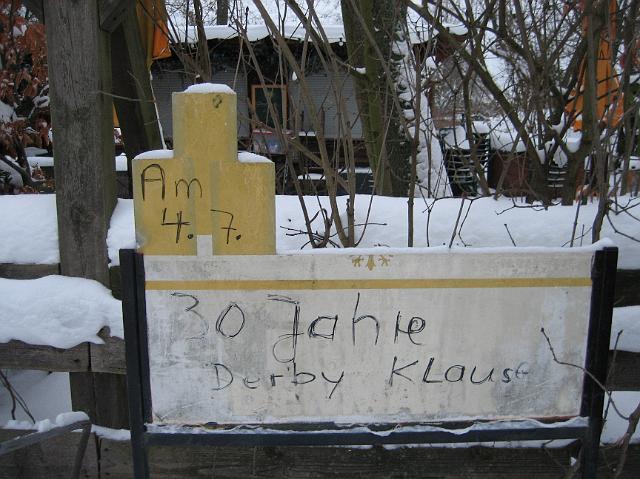 Am
4. 7.
30 Jahre
Derby Klause